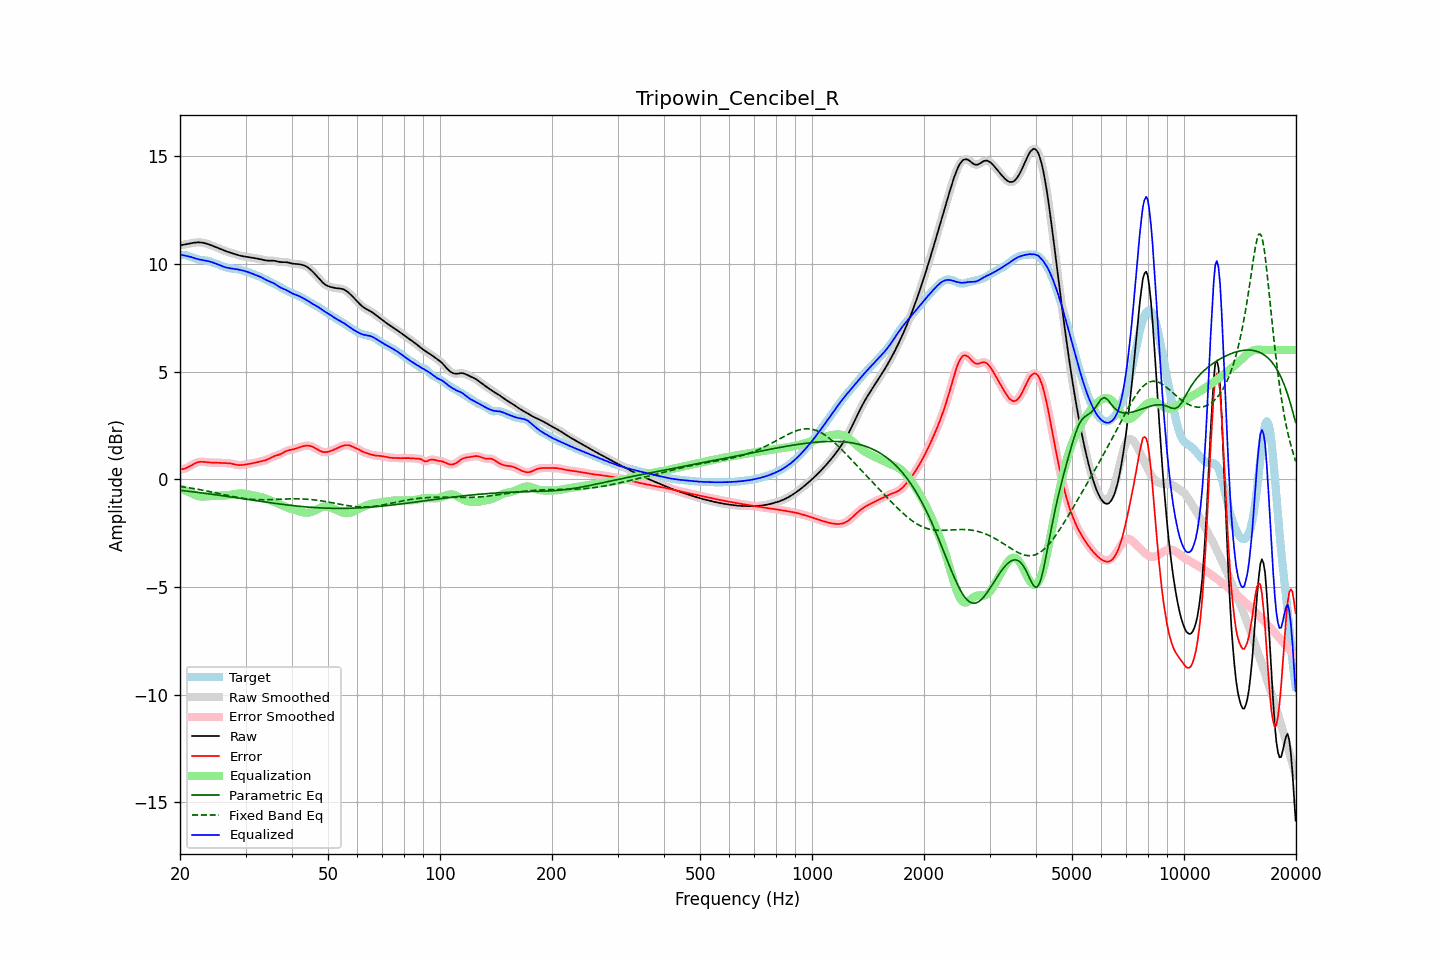 Tripowin_Cencibel_R
Amplitude (dBr)
15
10
5
0
−5
−10
−15
Target
Raw Smoothed
Error Smoothed
Raw
Error
Equalization
Parametric Eq
Fixed Band Eq
Equalized
20 50 100 200 500 1000 2000 5000 10000 20000
Frequency (Hz)